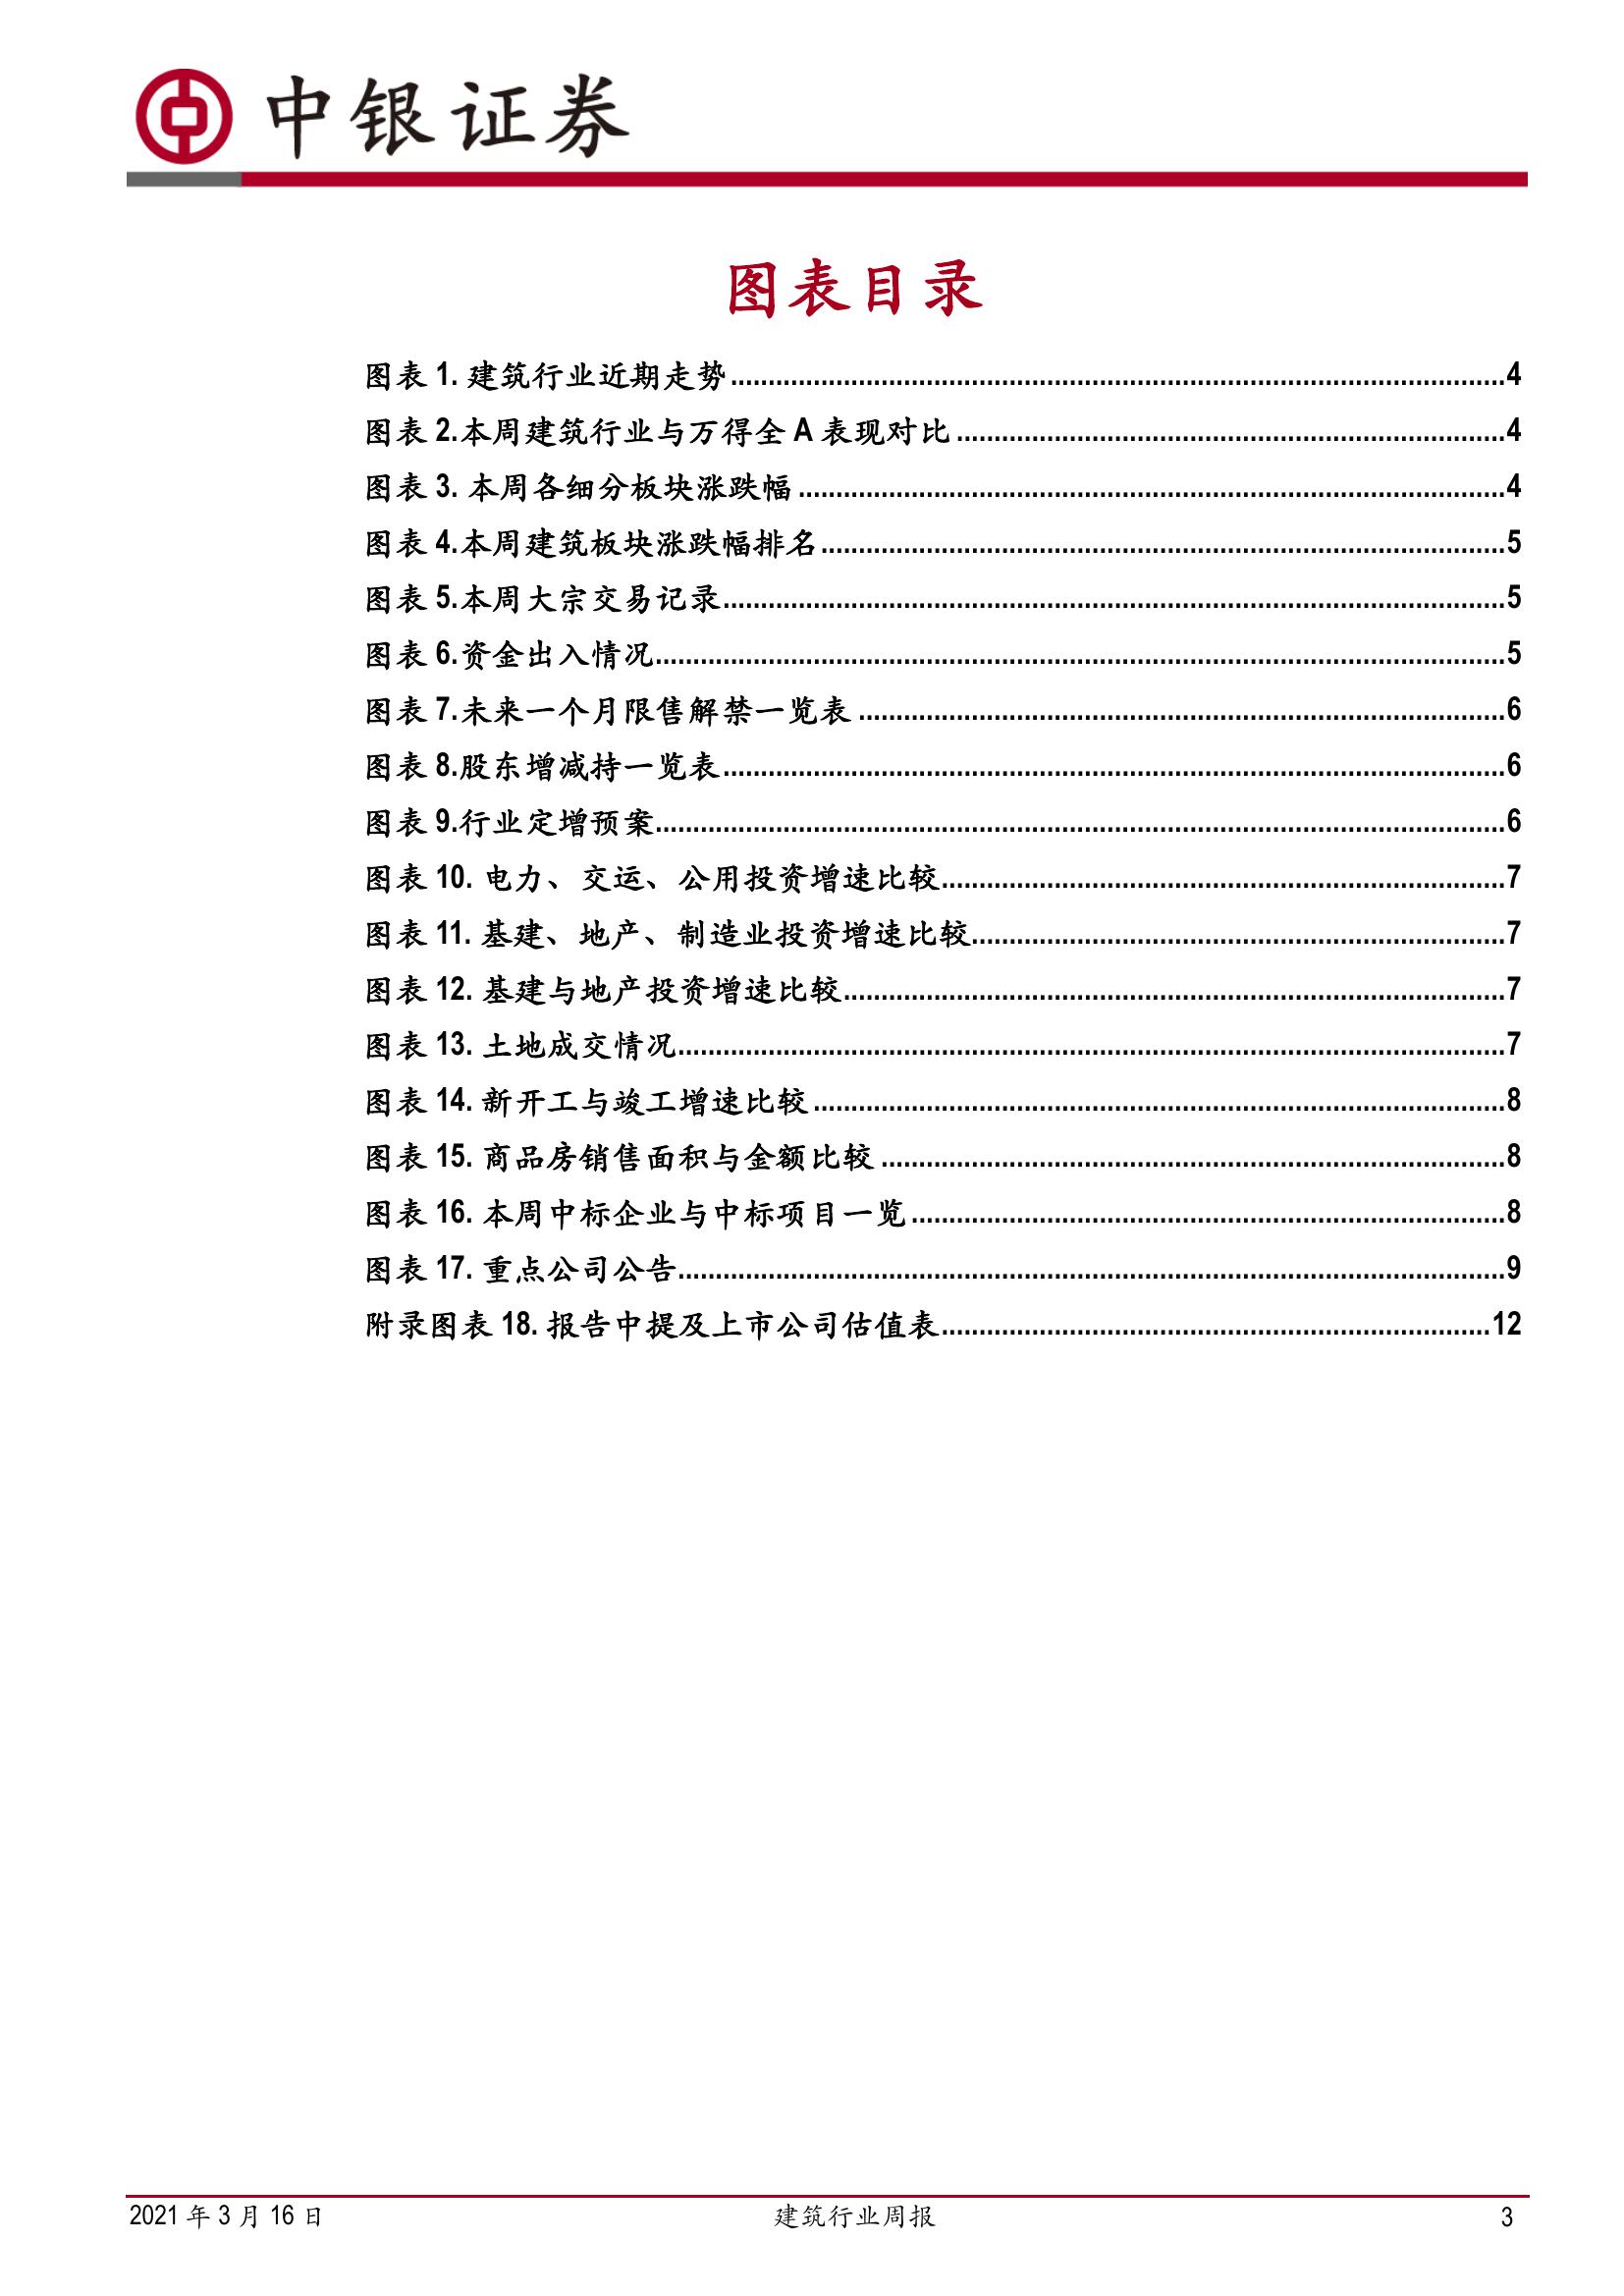 中银证券
图表目录
图表 1. 建筑行业近期走势................................................................4
图表 2.本周建筑行业与万得全 A 表现对比................................................................4
图表 3. 本周各细分板块涨跌幅................................................................4
图表 4.本周建筑板块涨跌幅排名................................................................5
图表 5.本周大宗交易记录................................................................5
图表 6.资金出入情况................................................................5
图表 7.未来一个月限售解禁一览表................................................................6
图表 8.股东增减持一览表................................................................6
图表 9.行业定增预案................................................................6
图表 10. 电力、交运、公用投资增速比较................................................................7
图表 11. 基建、地产、制造业投资增速比较................................................................7
图表 12. 基建与地产投资增速比较................................................................7
图表 13. 土地成交情况................................................................7
图表 14. 新开工与竣工增速比较................................................................8
图表 15. 商品房销售面积与金额比较................................................................8
图表 16. 本周中标企业与中标项目一览................................................................8
图表 17. 重点公司公告................................................................9
附录图表 18. 报告中提及上市公司估值表................................................................12
2021 年 3 月 16 日 建筑行业周报 3